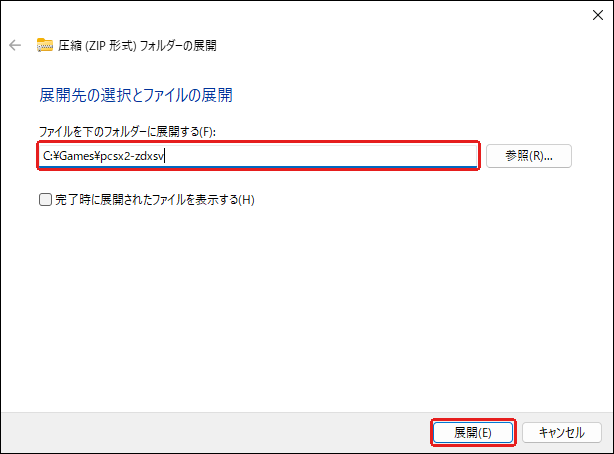 圧縮 (ZIP 形式) フォルダーの展開
展開先の選択とファイルの展開
ファイルを下のフォルダーに展開する(F):
C:¥Games¥pcsx2-zdxsv
参照(R)...
完了時に展開されたファイルを表示する(H)
展開(E)
キャンセル